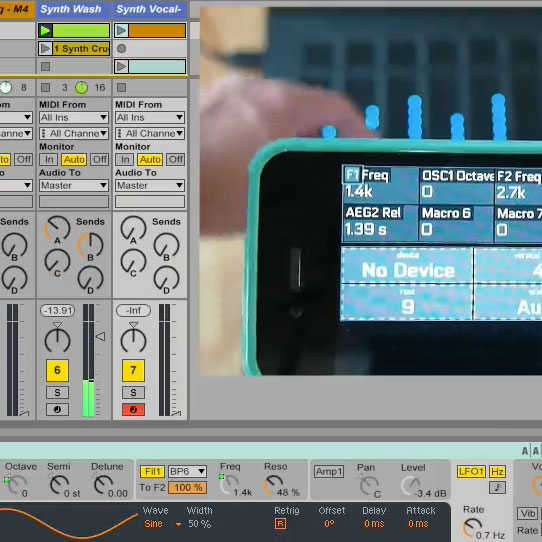 g - M4
Synth Wash
Synth Vocal-
1 Synth Cru
8
3
16
om
MIDI From
MIDI From
All Ins
All Ins
hanne
All Channe
All Channe
Monitor
Monitor
to Off
In Auto Off
In Auto Off
o
Audio To
Audio To
Master
Master
Sends
Sends
Sends
A
B
A
B
C
D
C
D
B
D
-13.91
-Inf
6
7
S
S
F1 Freq
OSC1 Octave
F2 Freq
1.4k
0
2.7k
AEG2 Rel
Macro 6
Macro 7
1.39 s
0
0
device
vertical
No Device
4
9
Au
A A
Octave
Semi
Detune
Fil1
BP6
Freq
Reso
Amp1
Pan
Level
LFO1
Hz
Vo
0
0 st
0.00
To F2
100 %
1.4k
48 %
C
-3.4 dB
Wave
Width
Retrig
Offset
Delay
Attack
Rate
Vib
Sine
50 %
R
0°
0 ms
0 ms
0.7 Hz
Rate